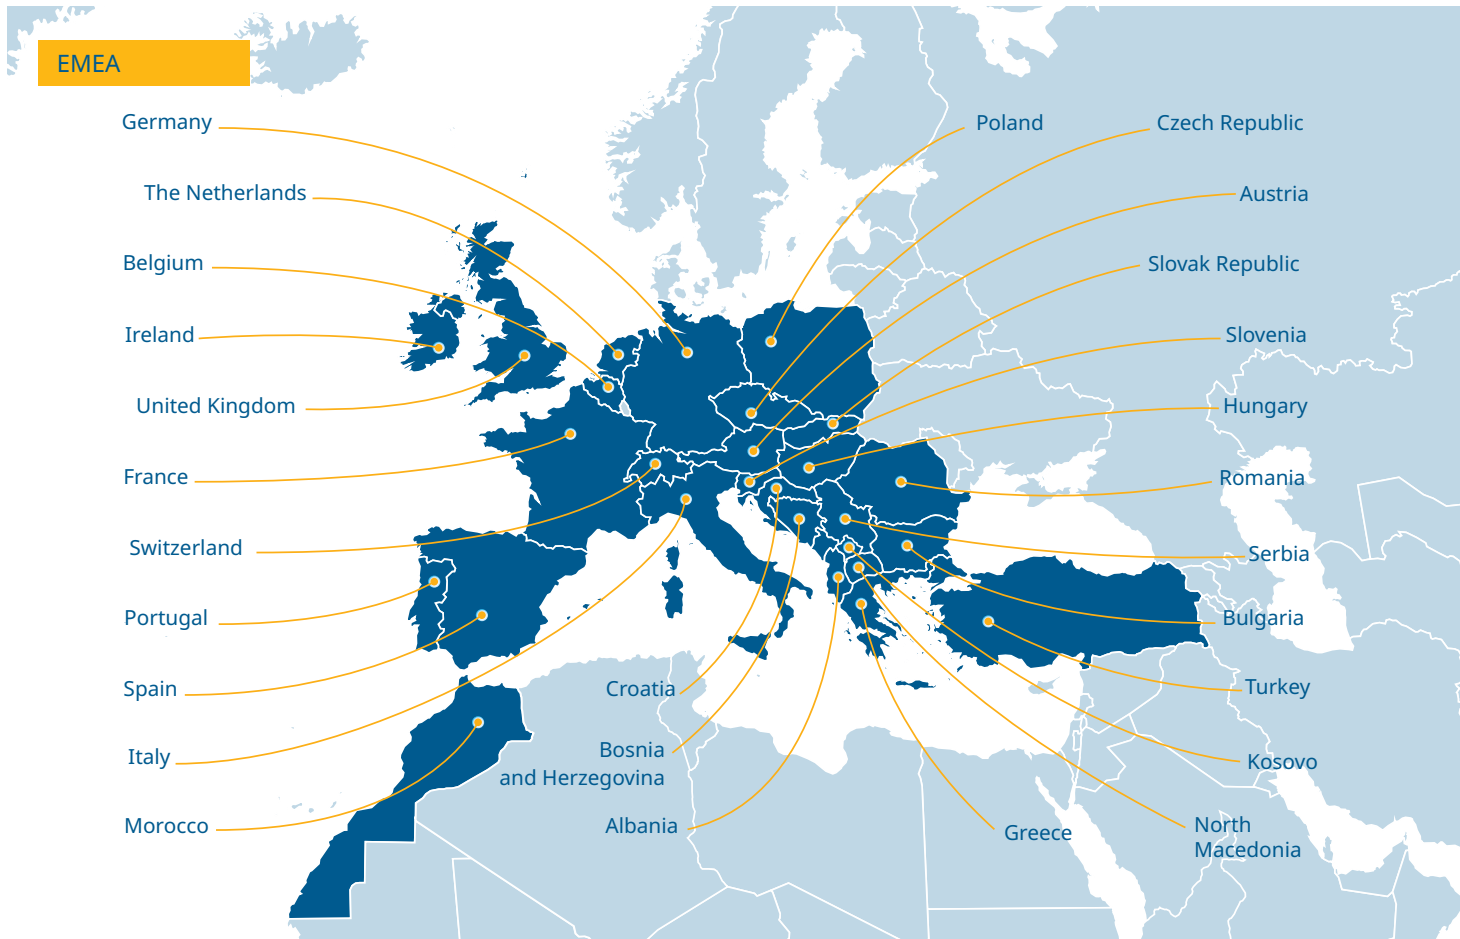 EMEA
Germany
The Netherlands
Belgium
Ireland
United Kingdom
France
Switzerland
Portugal
Spain
Italy
Morocco
Croatia
Bosnia
and Herzegovina
Albania
Poland
Czech Republic
Austria
Slovak Republic
Slovenia
Hungary
Romania
Serbia
Bulgaria
Turkey
Kosovo
North
Macedonia
Greece